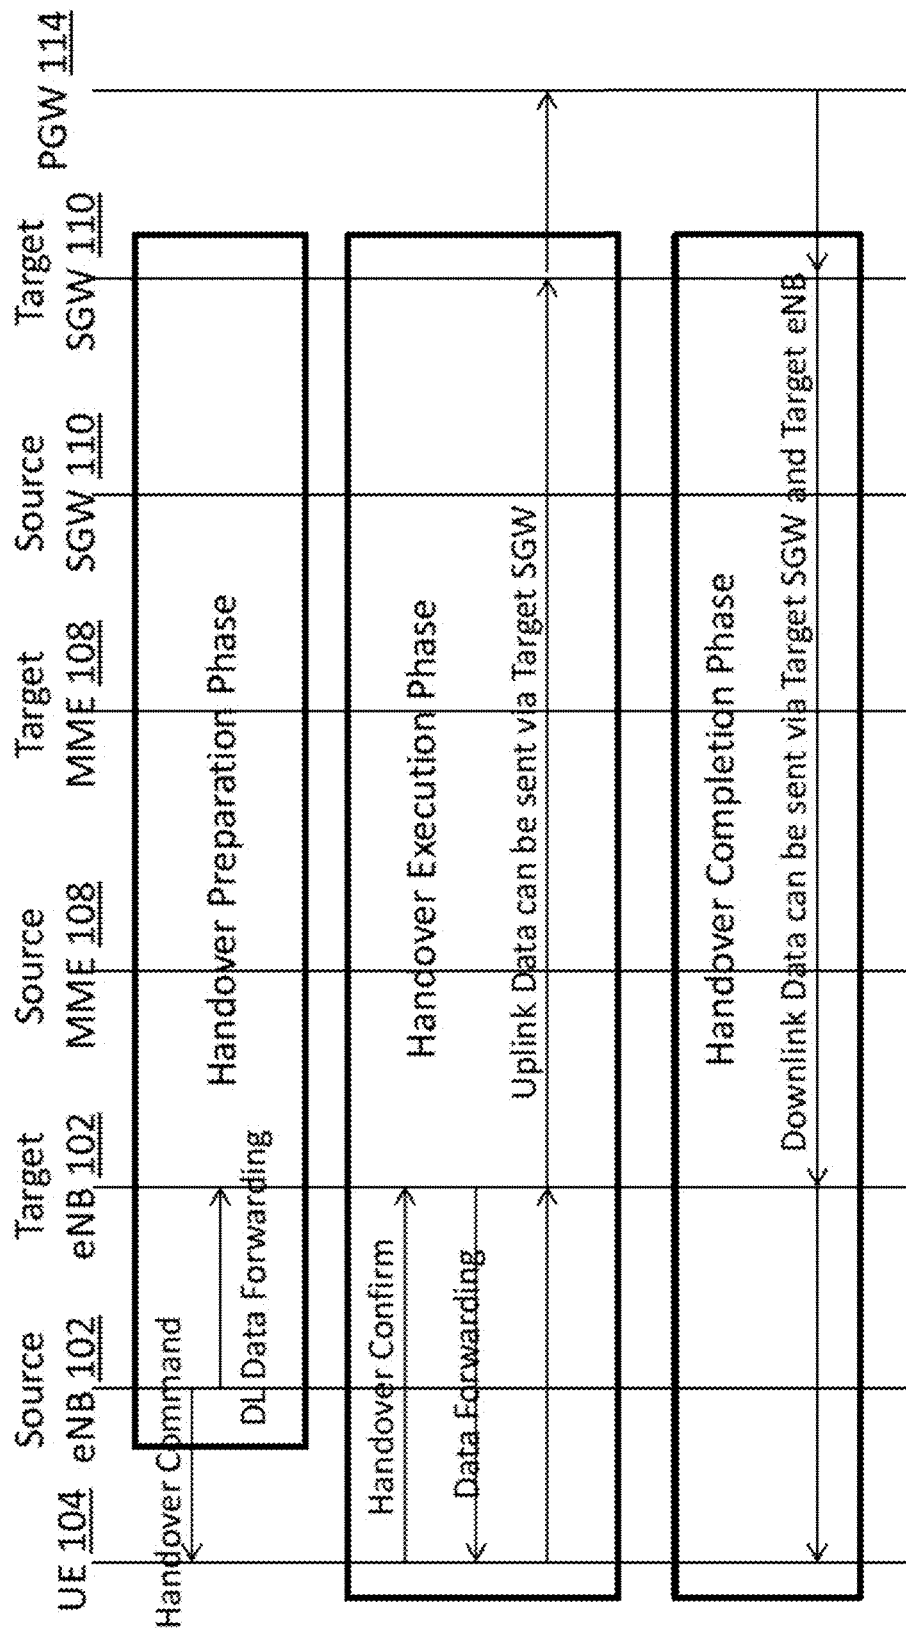 UE 104
Source
eNB 102
Target
eNB 102
Source
MME 108
Target
MME 108
Source
SGW 110
Target
SGW 110
PGW 114
Handover Command
Handover Preparation Phase
DL Data Forwarding
Handover Confirm
Handover Execution Phase
Data Forwarding
Uplink Data can be sent via Target SGW
Handover Completion Phase
Downlink Data can be sent via Target SGW and Target eNB